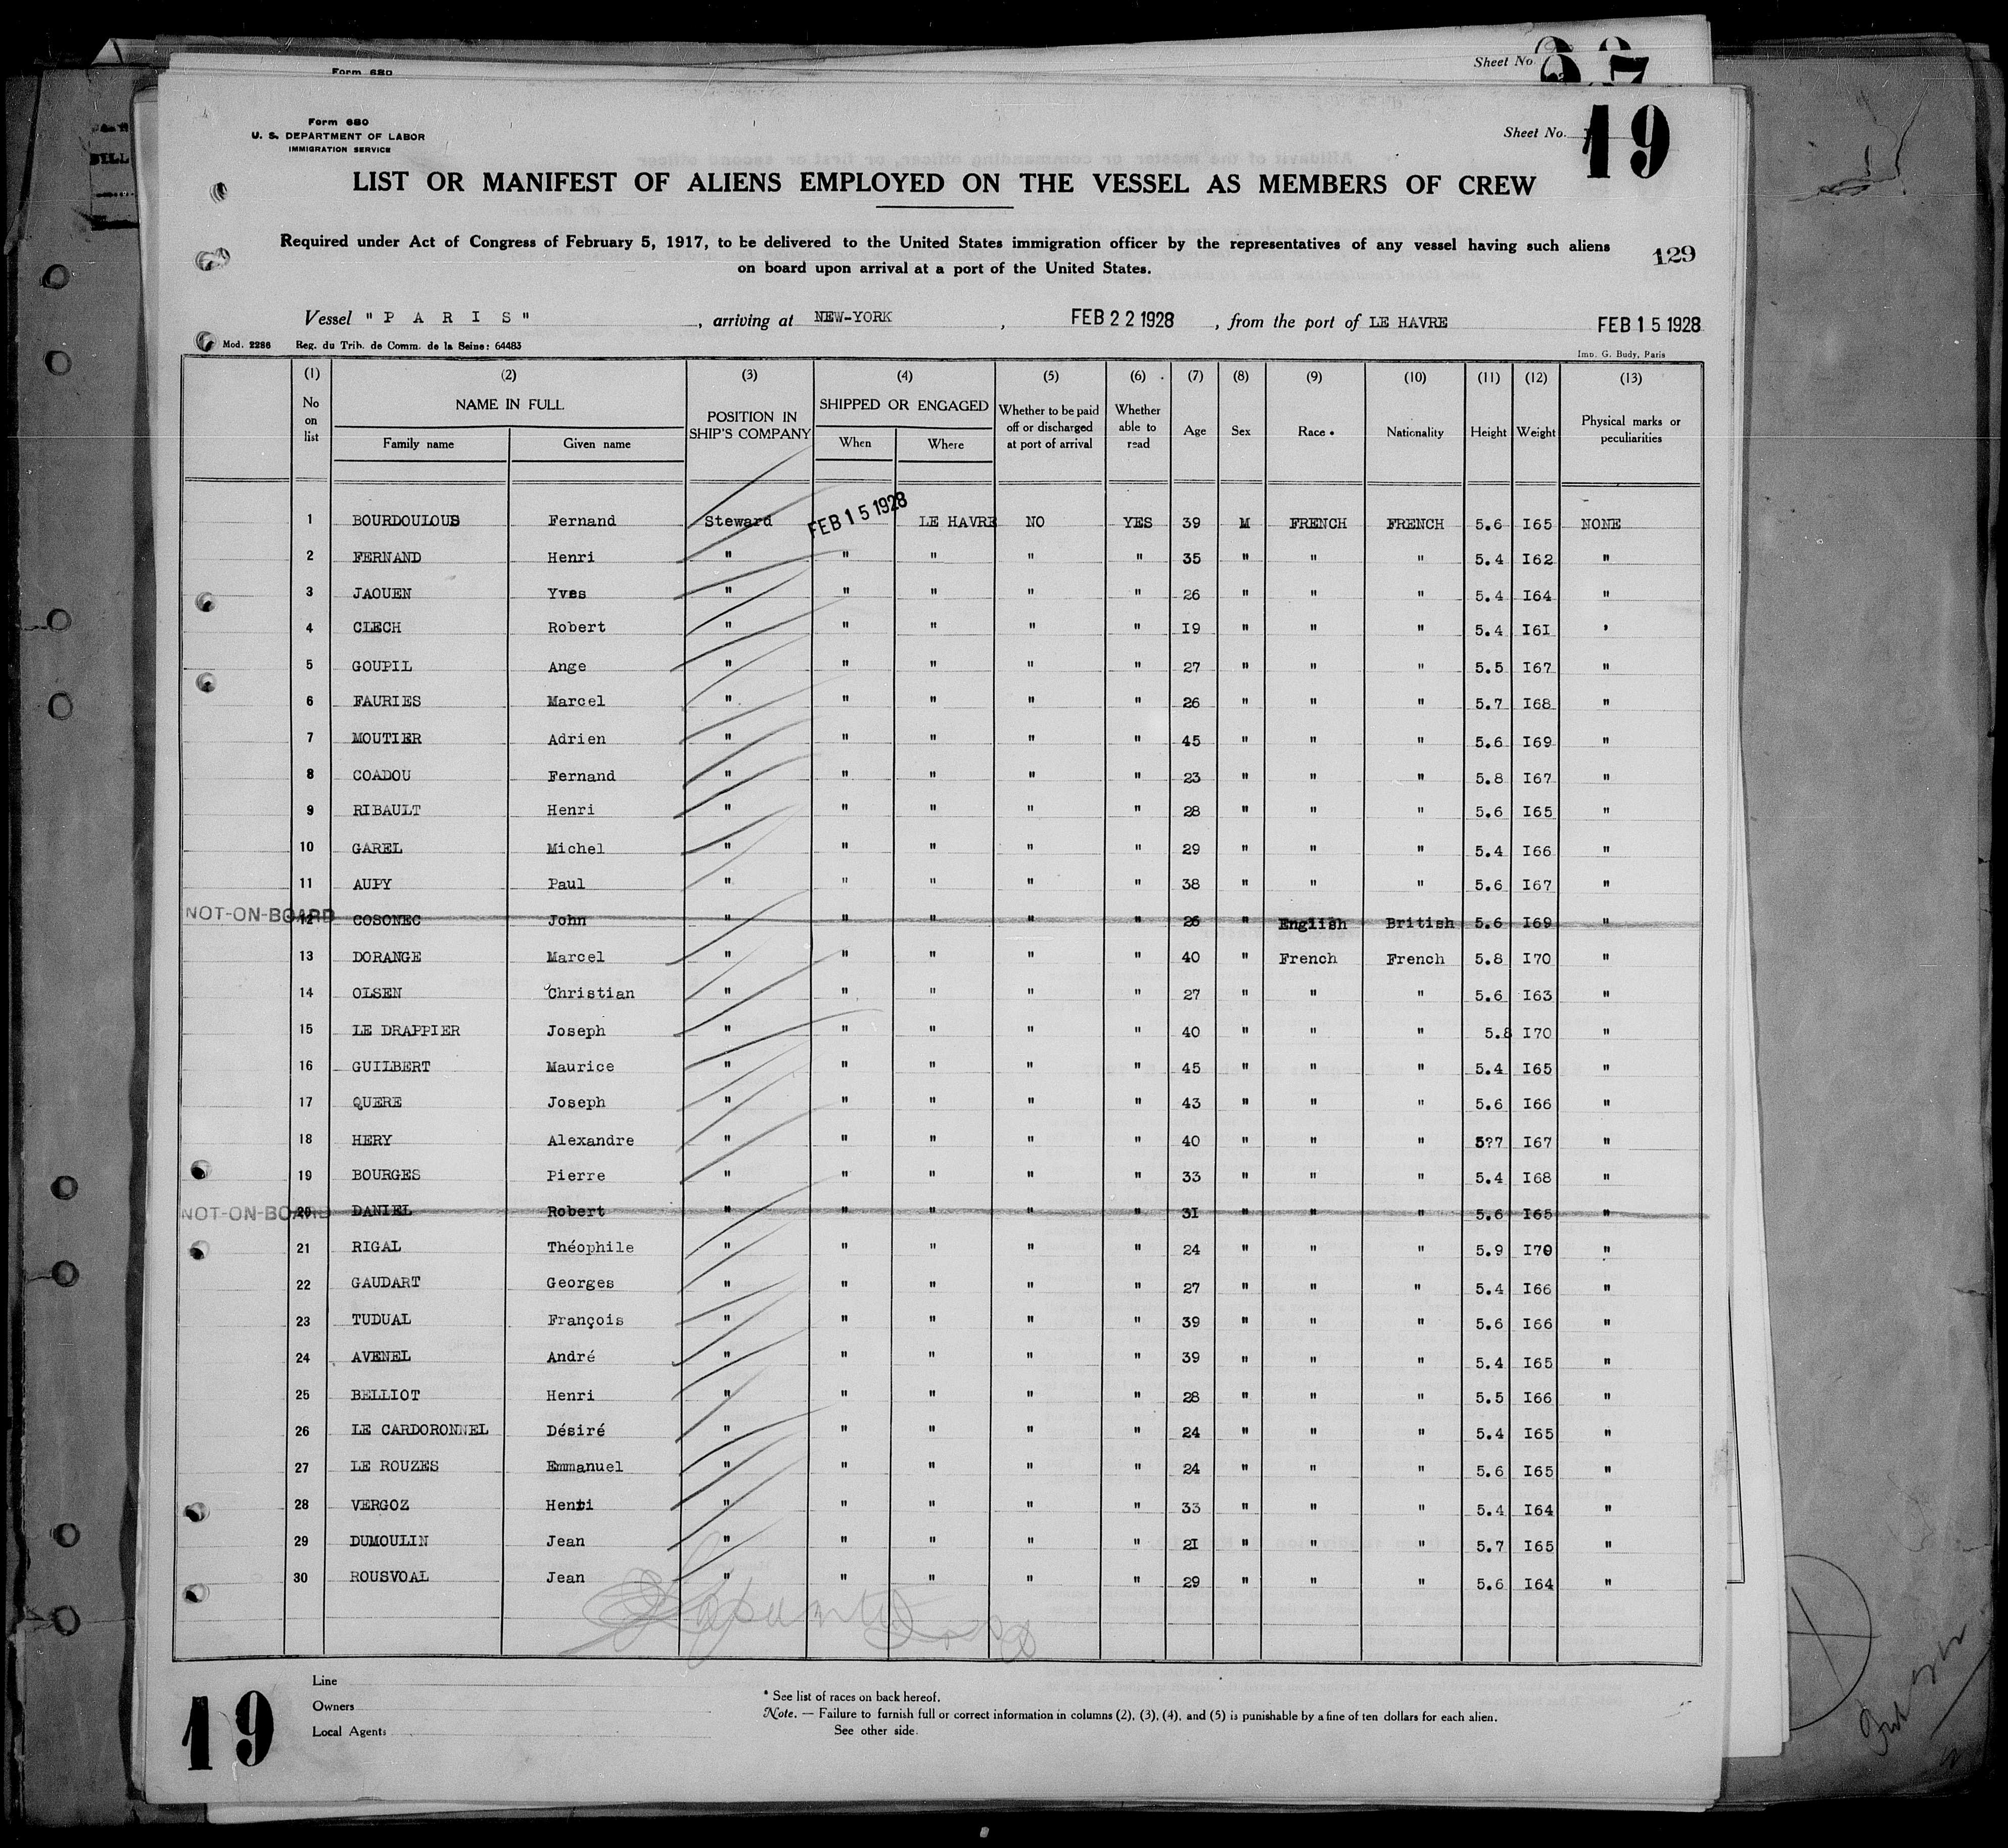 Form 680
Sheet No.
Form 680
U. S. DEPARTMENT OF LABOR
IMMIGRATION SERVICE
Sheet No. 19
LIST OR MANIFEST OF ALIENS EMPLOYED ON THE VESSEL AS MEMBERS OF CREW
Required under Act of Congress of February 5, 1917, to be delivered to the United States immigration officer by the representatives of any vessel having such aliens
on board upon arrival at a port of the United States.
129
Vessel "PARIS", arriving at NEW-YORK, FEB 22 1928, from the port of LE HAVRE FEB 15 1928
Mod. 2286 Reg. du Trib. de Comm. de la Seine: 64483 Imp. G. Budy, Paris
(1) (2) (3) (4) (5) (6) (7) (8) (9) (10) (11) (12) (13)
No on list NAME IN FULL Family name Given name POSITION IN SHIP'S COMPANY SHIPPED OR ENGAGED When Where Whether to be paid off or discharged at port of arrival Whether able to read Age Sex Race * Nationality Height Weight Physical marks or peculiarities
1 BOURDOULOUS Fernand Steward FEB 15 1928 LE HAVRE NO YES 39 M FRENCH FRENCH 5.6 I65 NONE
2 FERNAND Henri " " " " " 35 " " " 5.4 I62 "
3 JAOUEN Yves " " " " " 26 " " " 5.4 I64 "
4 CLECH Robert " " " " " I9 " " " 5.4 I6I '
5 GOUPIL Ange " " " " " 27 " " " 5.5 I67 "
6 FAURIES Marcel " " " " " 26 " " " 5.7 I68 "
7 MOUTIER Adrien " " " " " 45 " " " 5.6 I69 "
8 COADOU Fernand " " " " " 23 " " " 5.8 I67 "
9 RIBAULT Henri " " " " " 28 " " " 5.6 I65 "
10 GAREL Michel " " " " " 29 " " " 5.4 I66 "
11 AUPY Paul " " " " " 38 " " " 5.6 I67 "
NOT-ON-BOARD 12 COSONEC John " " " " " 26 " English British 5.6 I69 "
13 DORANGE Marcel " " " " " 40 " French French 5.8 I70 "
14 OLSEN Christian " " " " " 27 " " " 5.6 I63 "
15 LE DRAPPIER Joseph " " " " " 40 " " " 5.8 I70 "
16 GUILBERT Maurice " " " " " 45 " " " 5.4 I65 "
17 QUERE Joseph " " " " " 43 " " " 5.6 I66 "
18 HERY Alexandre " " " " " 40 " " " 5?7 I67 "
19 BOURGES Pierre " " " " " 33 " " " 5.4 I68 "
NOT-ON-BOARD 20 DANIEL Robert " " " " " 3I " " " 5.6 I65 "
21 RIGAL Théophile " " " " " 24 " " " 5.9 I70 "
22 GAUDART Georges " " " " " 27 " " " 5.4 I66 "
23 TUDUAL François " " " " " 39 " " " 5.6 I66 "
24 AVENEL André " " " " " 39 " " " 5.4 I65 "
25 BELLIOT Henri " " " " " 28 " " " 5.5 I66 "
26 LE CARDORONNEL Désiré " " " " " 24 " " " 5.4 I65 "
27 LE ROUZES Emmanuel " " " " " 24 " " " 5.6 I65 "
28 VERGOZ Henri " " " " " 33 " " " 5.4 I64 "
29 DUMOULIN Jean " " " " " 2I " " " 5.7 I65 "
30 ROUSVOAL Jean " " " " " 29 " " " 5.6 I64 "
Line
Owners
Local Agents
* See list of races on back hereof.
Note. — Failure to furnish full or correct information in columns (2), (3), (4), and (5) is punishable by a fine of ten dollars for each alien.
See other side.
19